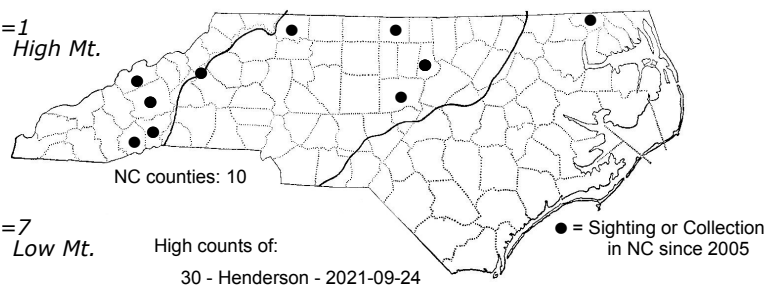 =1
High Mt.
NC counties: 10
=7
Low Mt.
High counts of:
30 - Henderson - 2021-09-24
● = Sighting or Collection
in NC since 2005